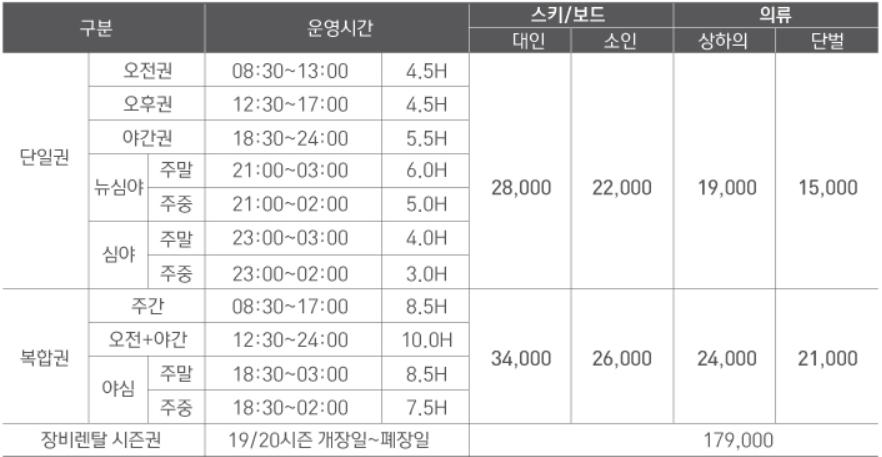 구분 운영시간 스키/보드 의류
대인 소인 상하의 단벌
단일권 오전권 08:30~13:00 4.5H 28,000 22,000 19,000 15,000
오후권 12:30~17:00 4.5H
야간권 18:30~24:00 5.5H
뉴심야 주말 21:00~03:00 6.0H
주중 21:00~02:00 5.0H
심야 주말 23:00~03:00 4.0H
주중 23:00~02:00 3.0H
복합권 주간 08:30~17:00 8.5H 34,000 26,000 24,000 21,000
오전+야간 12:30~24:00 10.0H
야심 주말 18:30~03:00 8.5H
주중 18:30~02:00 7.5H
장비렌탈 시즌권 19/20시즌 개장일~폐장일 179,000